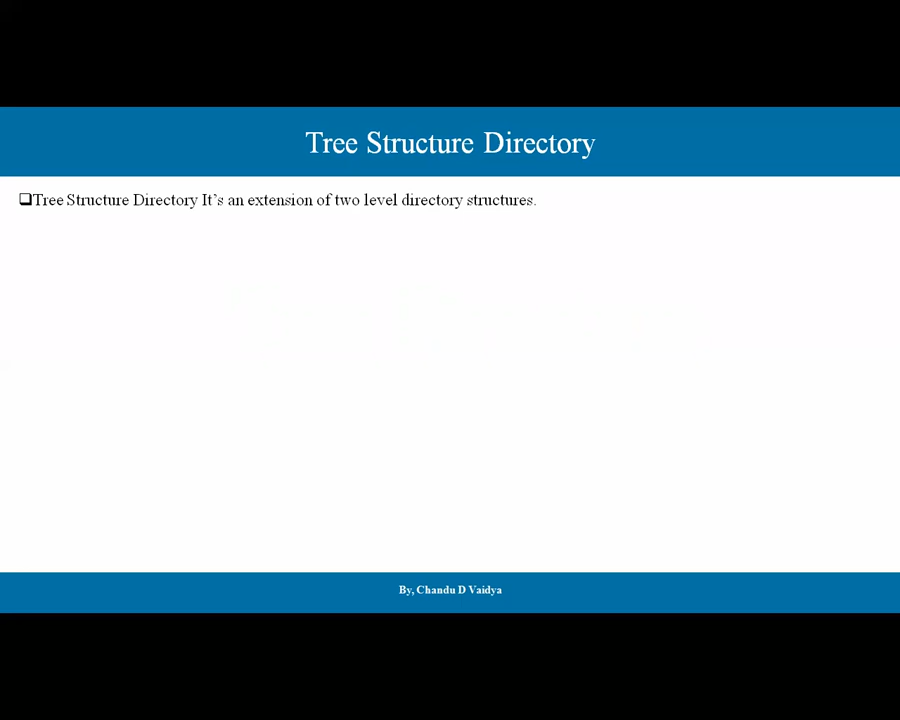 Tree Structure Directory
❑Tree Structure Directory It’s an extension of two level directory structures.
By, Chandu D Vaidya